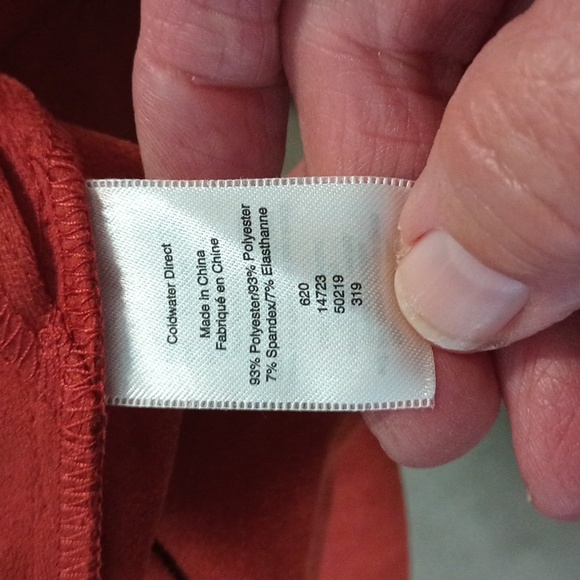 Coldwater Direct
Made in China
Fabriqué en Chine
93% Polyester/93% Polyester
7% Spandex/7% Elasthanne
620
14723
50219
319